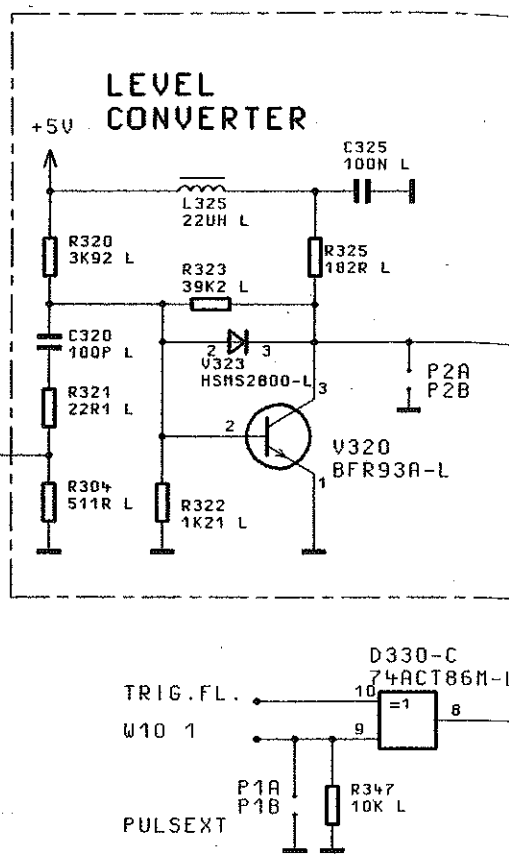 LEVEL
CONVERTER
+5V
C325
100N L
L325
22UH L
R320
3K92 L
R323
39K2 L
R325
182R L
C320
100P L
2
3
V323
HSMS2800-L
P2A
P2B
R321
22R1 L
3
2
V320
BFR93A-L
1
R304
511R L
R322
1K21 L
D330-C
74ACT86M-L
TRIG.FL.
10
=1
8
W10 1
9
P1A
P1B
R347
10K L
PULSEXT